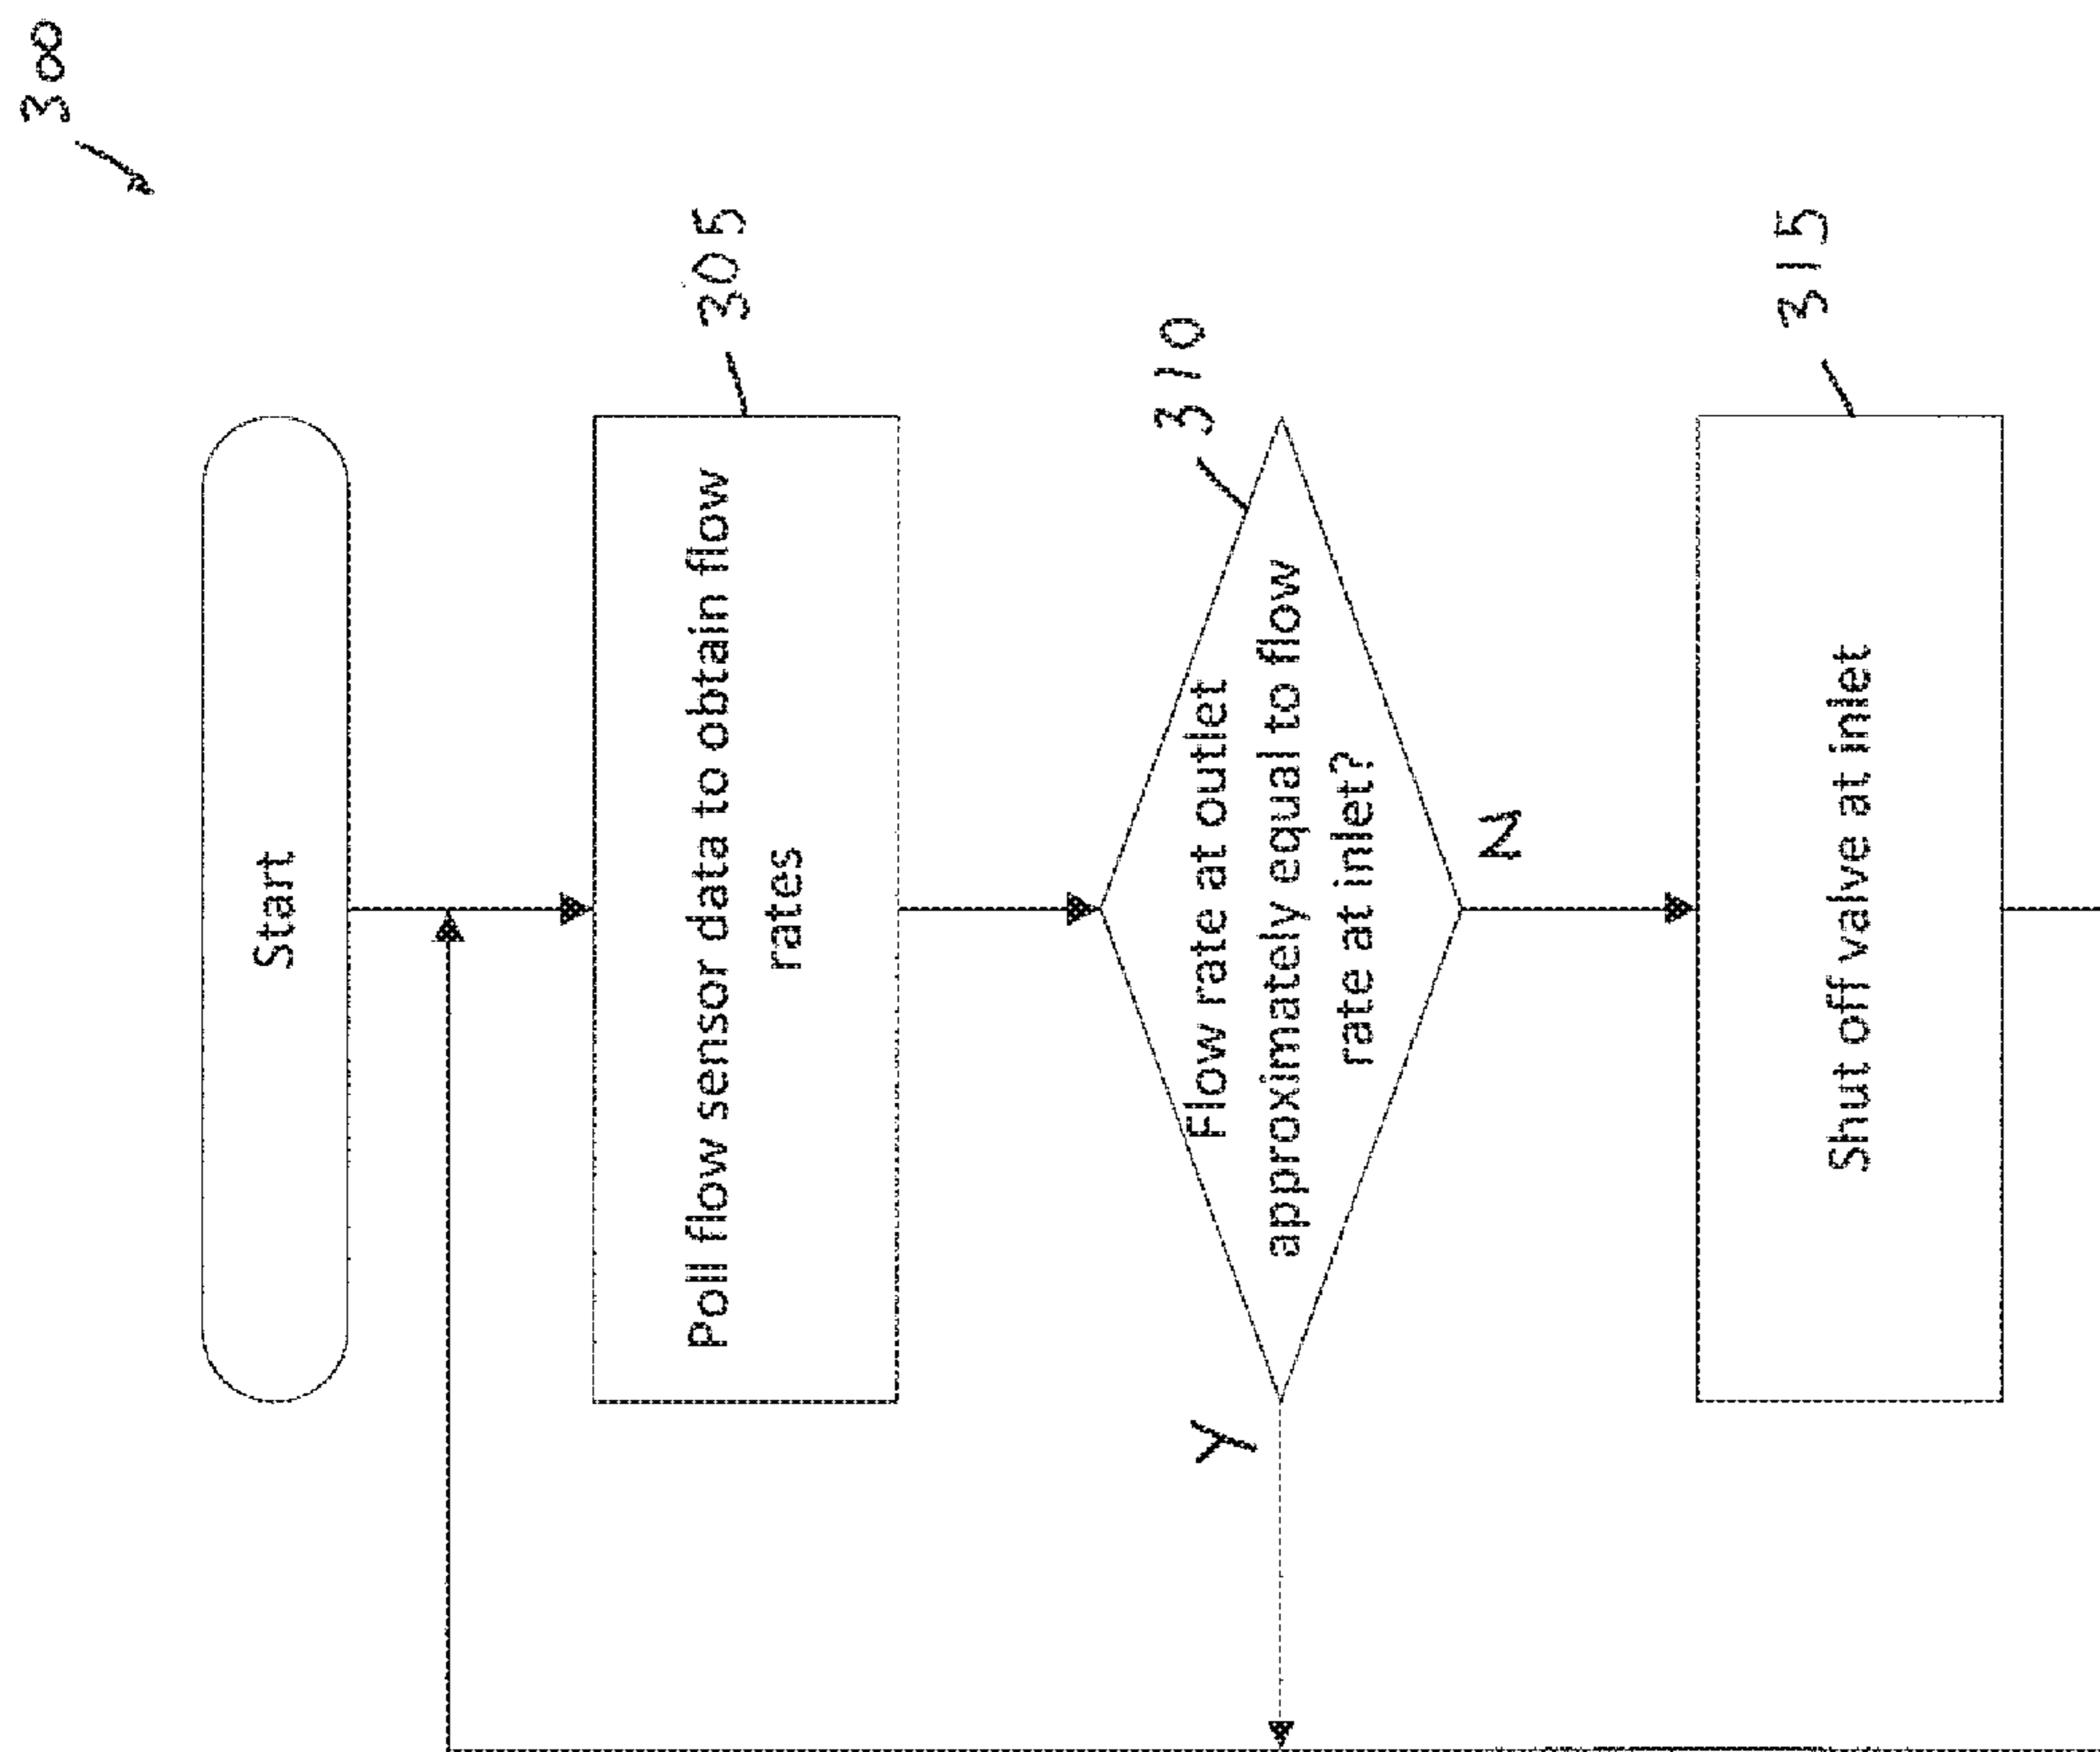 300
Start
Poll flow sensor data to obtain flow
rates
305
Flow rate at outlet
approximately equal to flow
rate at inlet?
310
Y
N
Shut off valve at inlet
315